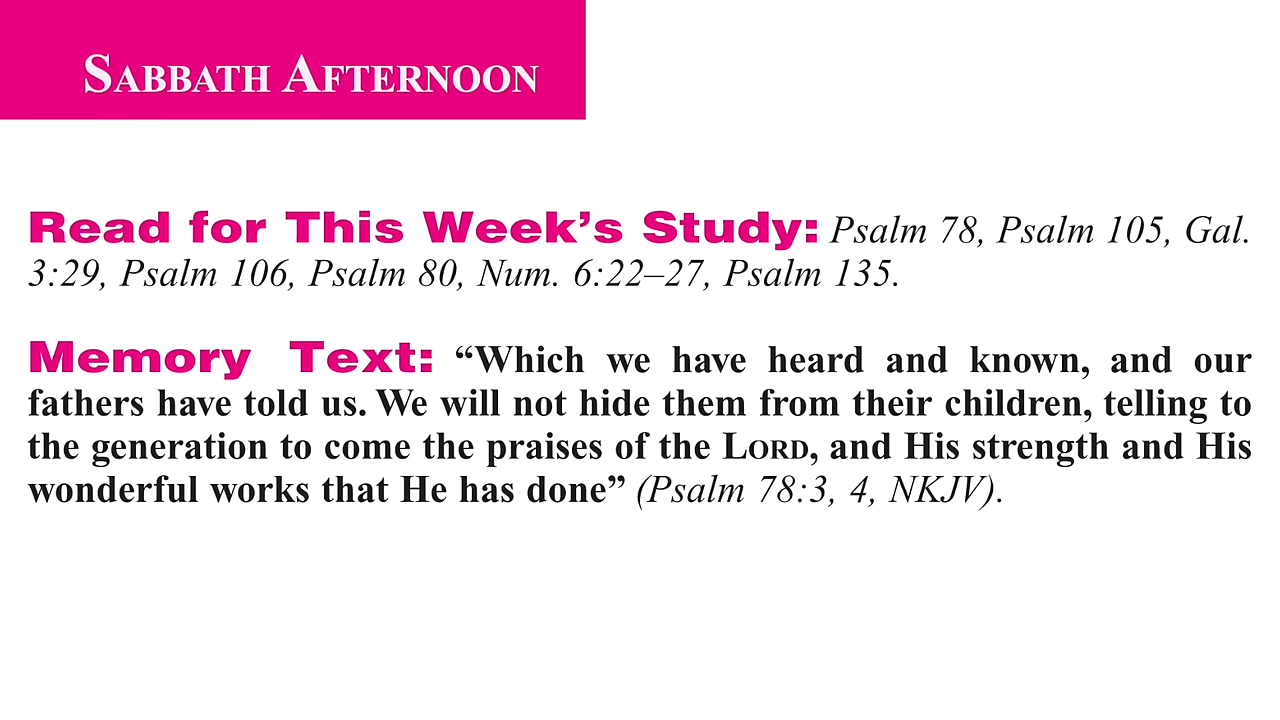 SABBATH AFTERNOON
Read for This Week’s Study: Psalm 78, Psalm 105, Gal.
3:29, Psalm 106, Psalm 80, Num. 6:22–27, Psalm 135.
Memory Text: “Which we have heard and known, and our
fathers have told us. We will not hide them from their children, telling to
the generation to come the praises of the LORD, and His strength and His
wonderful works that He has done” (Psalm 78:3, 4, NKJV).